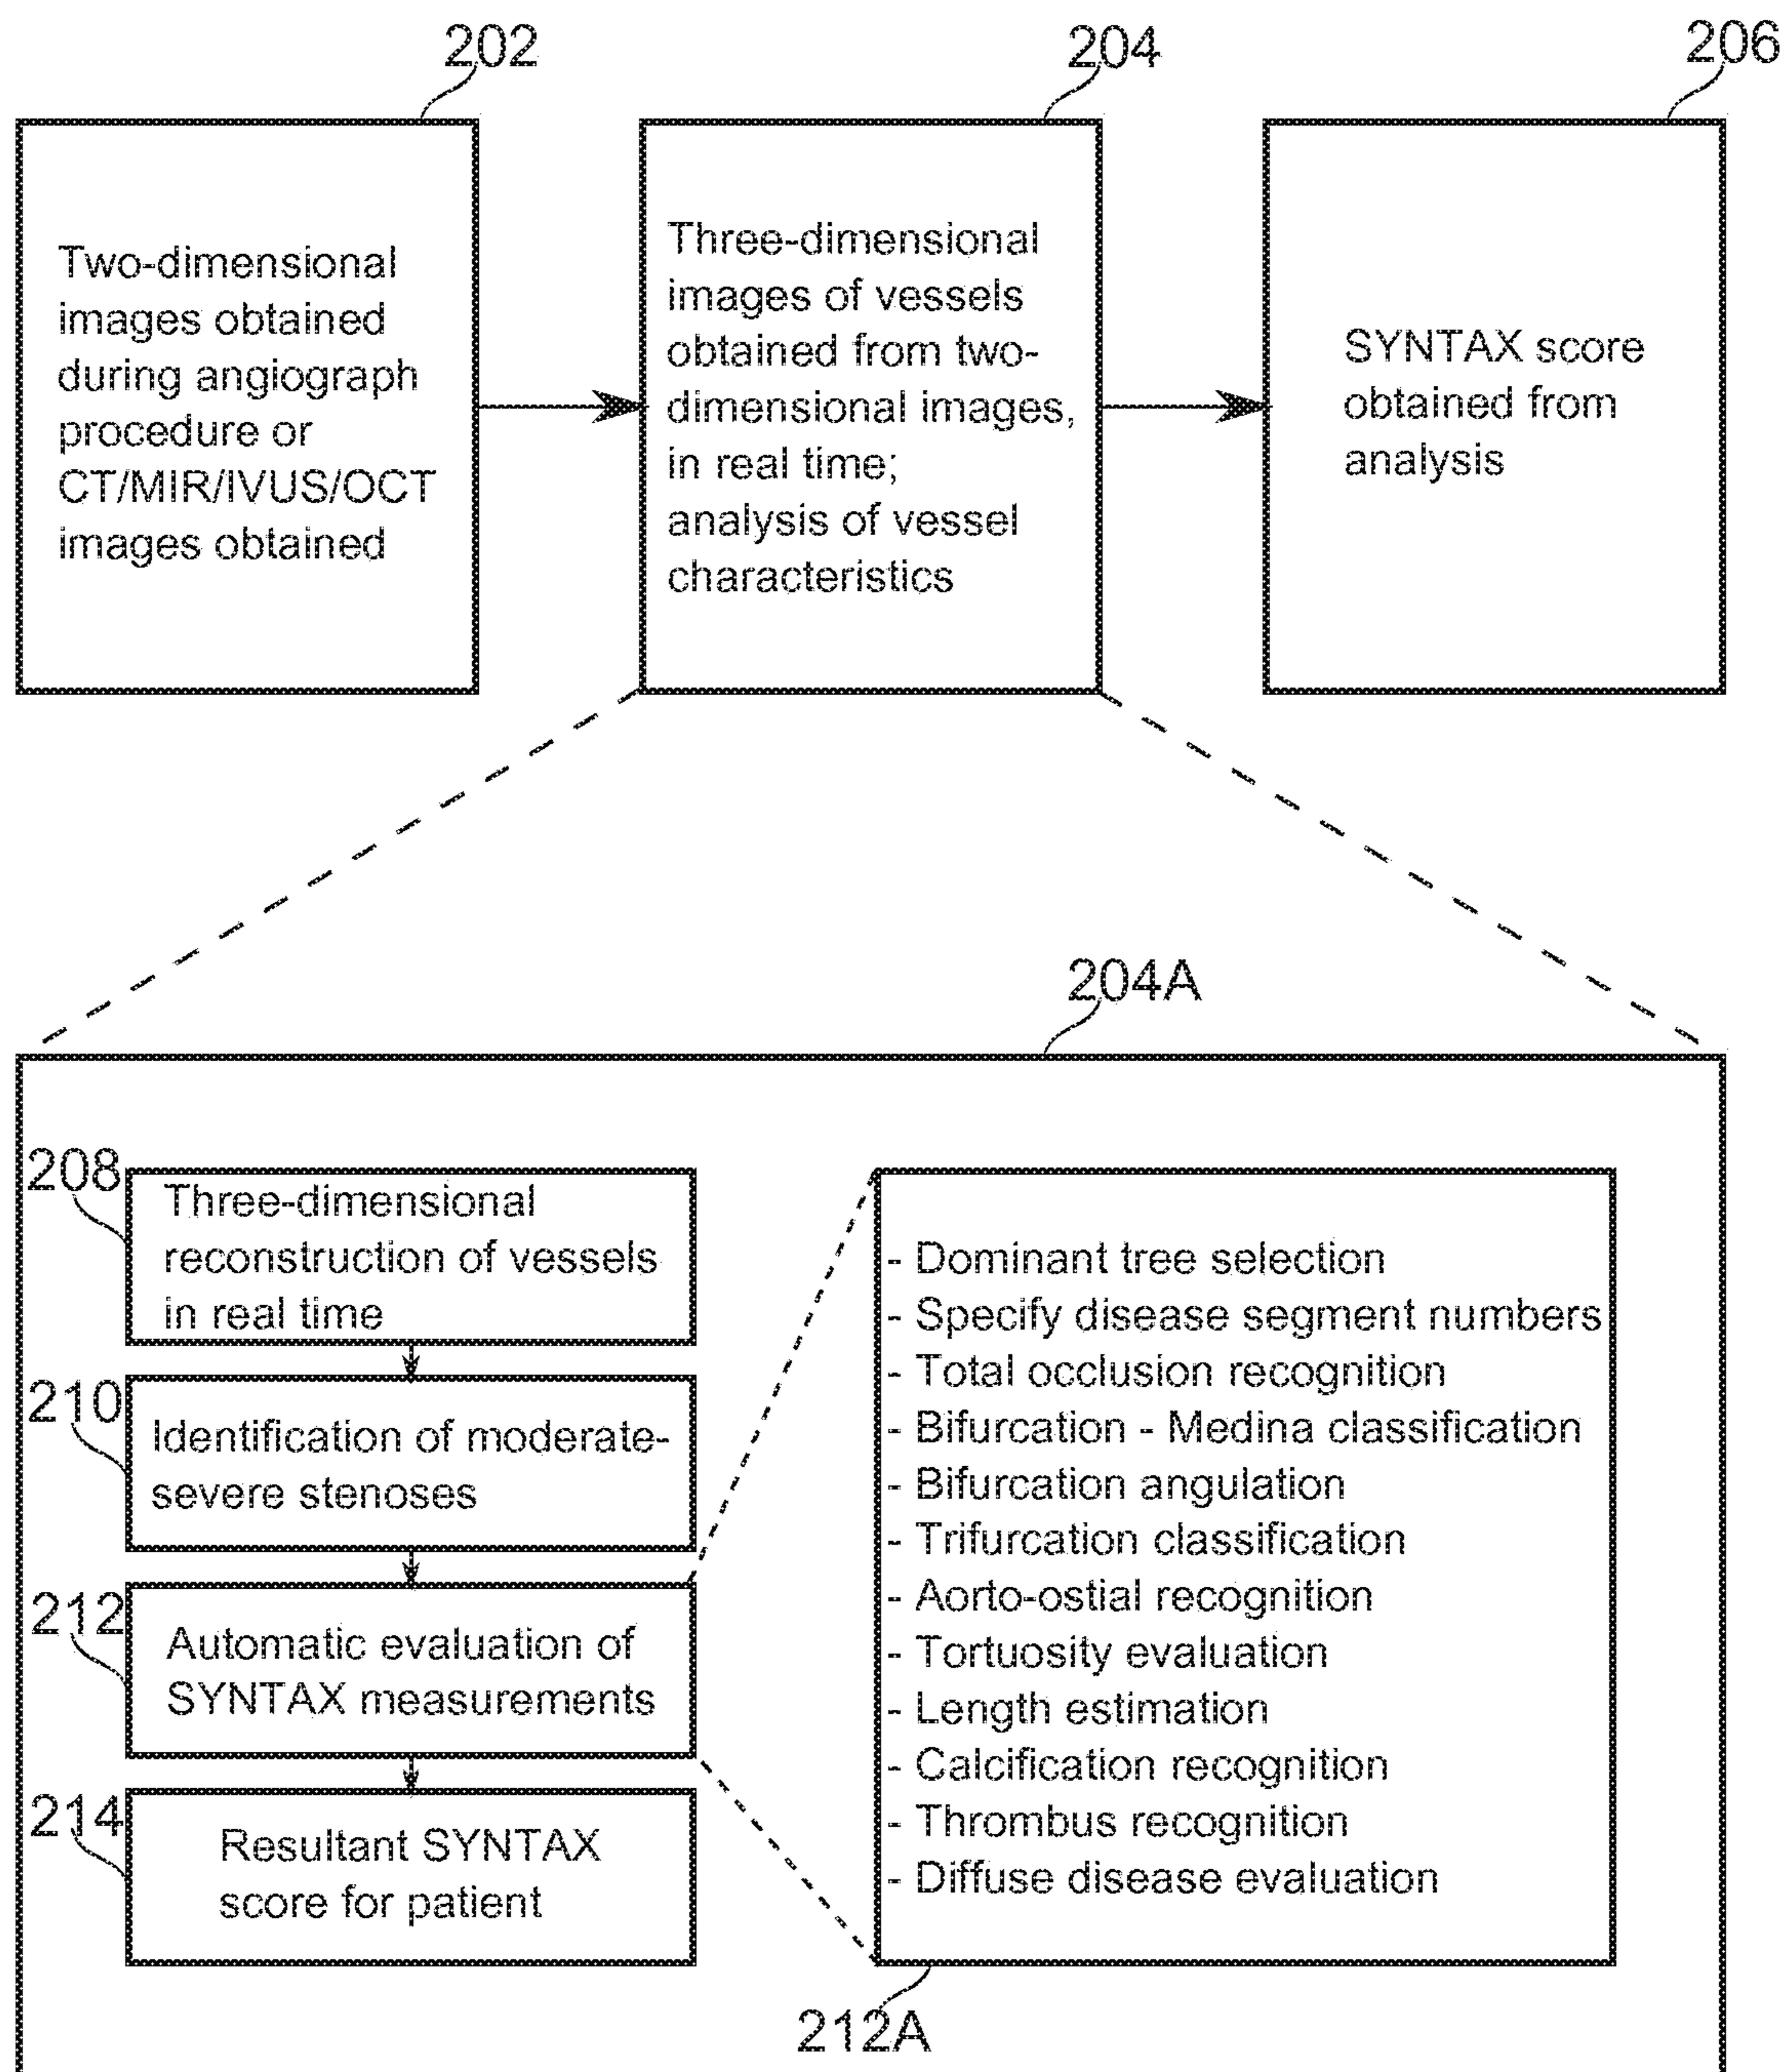 202
204
206
Two-dimensional
images obtained
during angiograph
procedure or
CT/MIR/IVUS/OCT
images obtained
Three-dimensional
images of vessels
obtained from two-
dimensional images,
in real time;
analysis of vessel
characteristics
SYNTAX score
obtained from
analysis
204A
208
Three-dimensional
reconstruction of vessels
in real time
210
Identification of moderate-
severe stenoses
212
Automatic evaluation of
SYNTAX measurements
214
Resultant SYNTAX
score for patient
- Dominant tree selection
- Specify disease segment numbers
- Total occlusion recognition
- Bifurcation - Medina classification
- Bifurcation angulation
- Trifurcation classification
- Aorto-ostial recognition
- Tortuosity evaluation
- Length estimation
- Calcification recognition
- Thrombus recognition
- Diffuse disease evaluation
212A